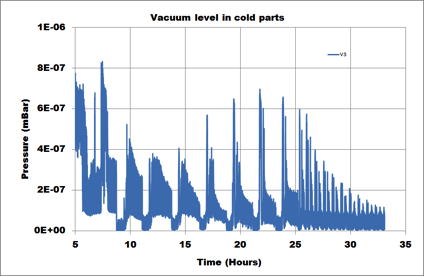 Vacuum level in cold parts
1E-06
8E-07
6E-07
4E-07
2E-07
0E+00
Pressure (mBar)
V3
5 10 15 20 25 30 35
Time (Hours)